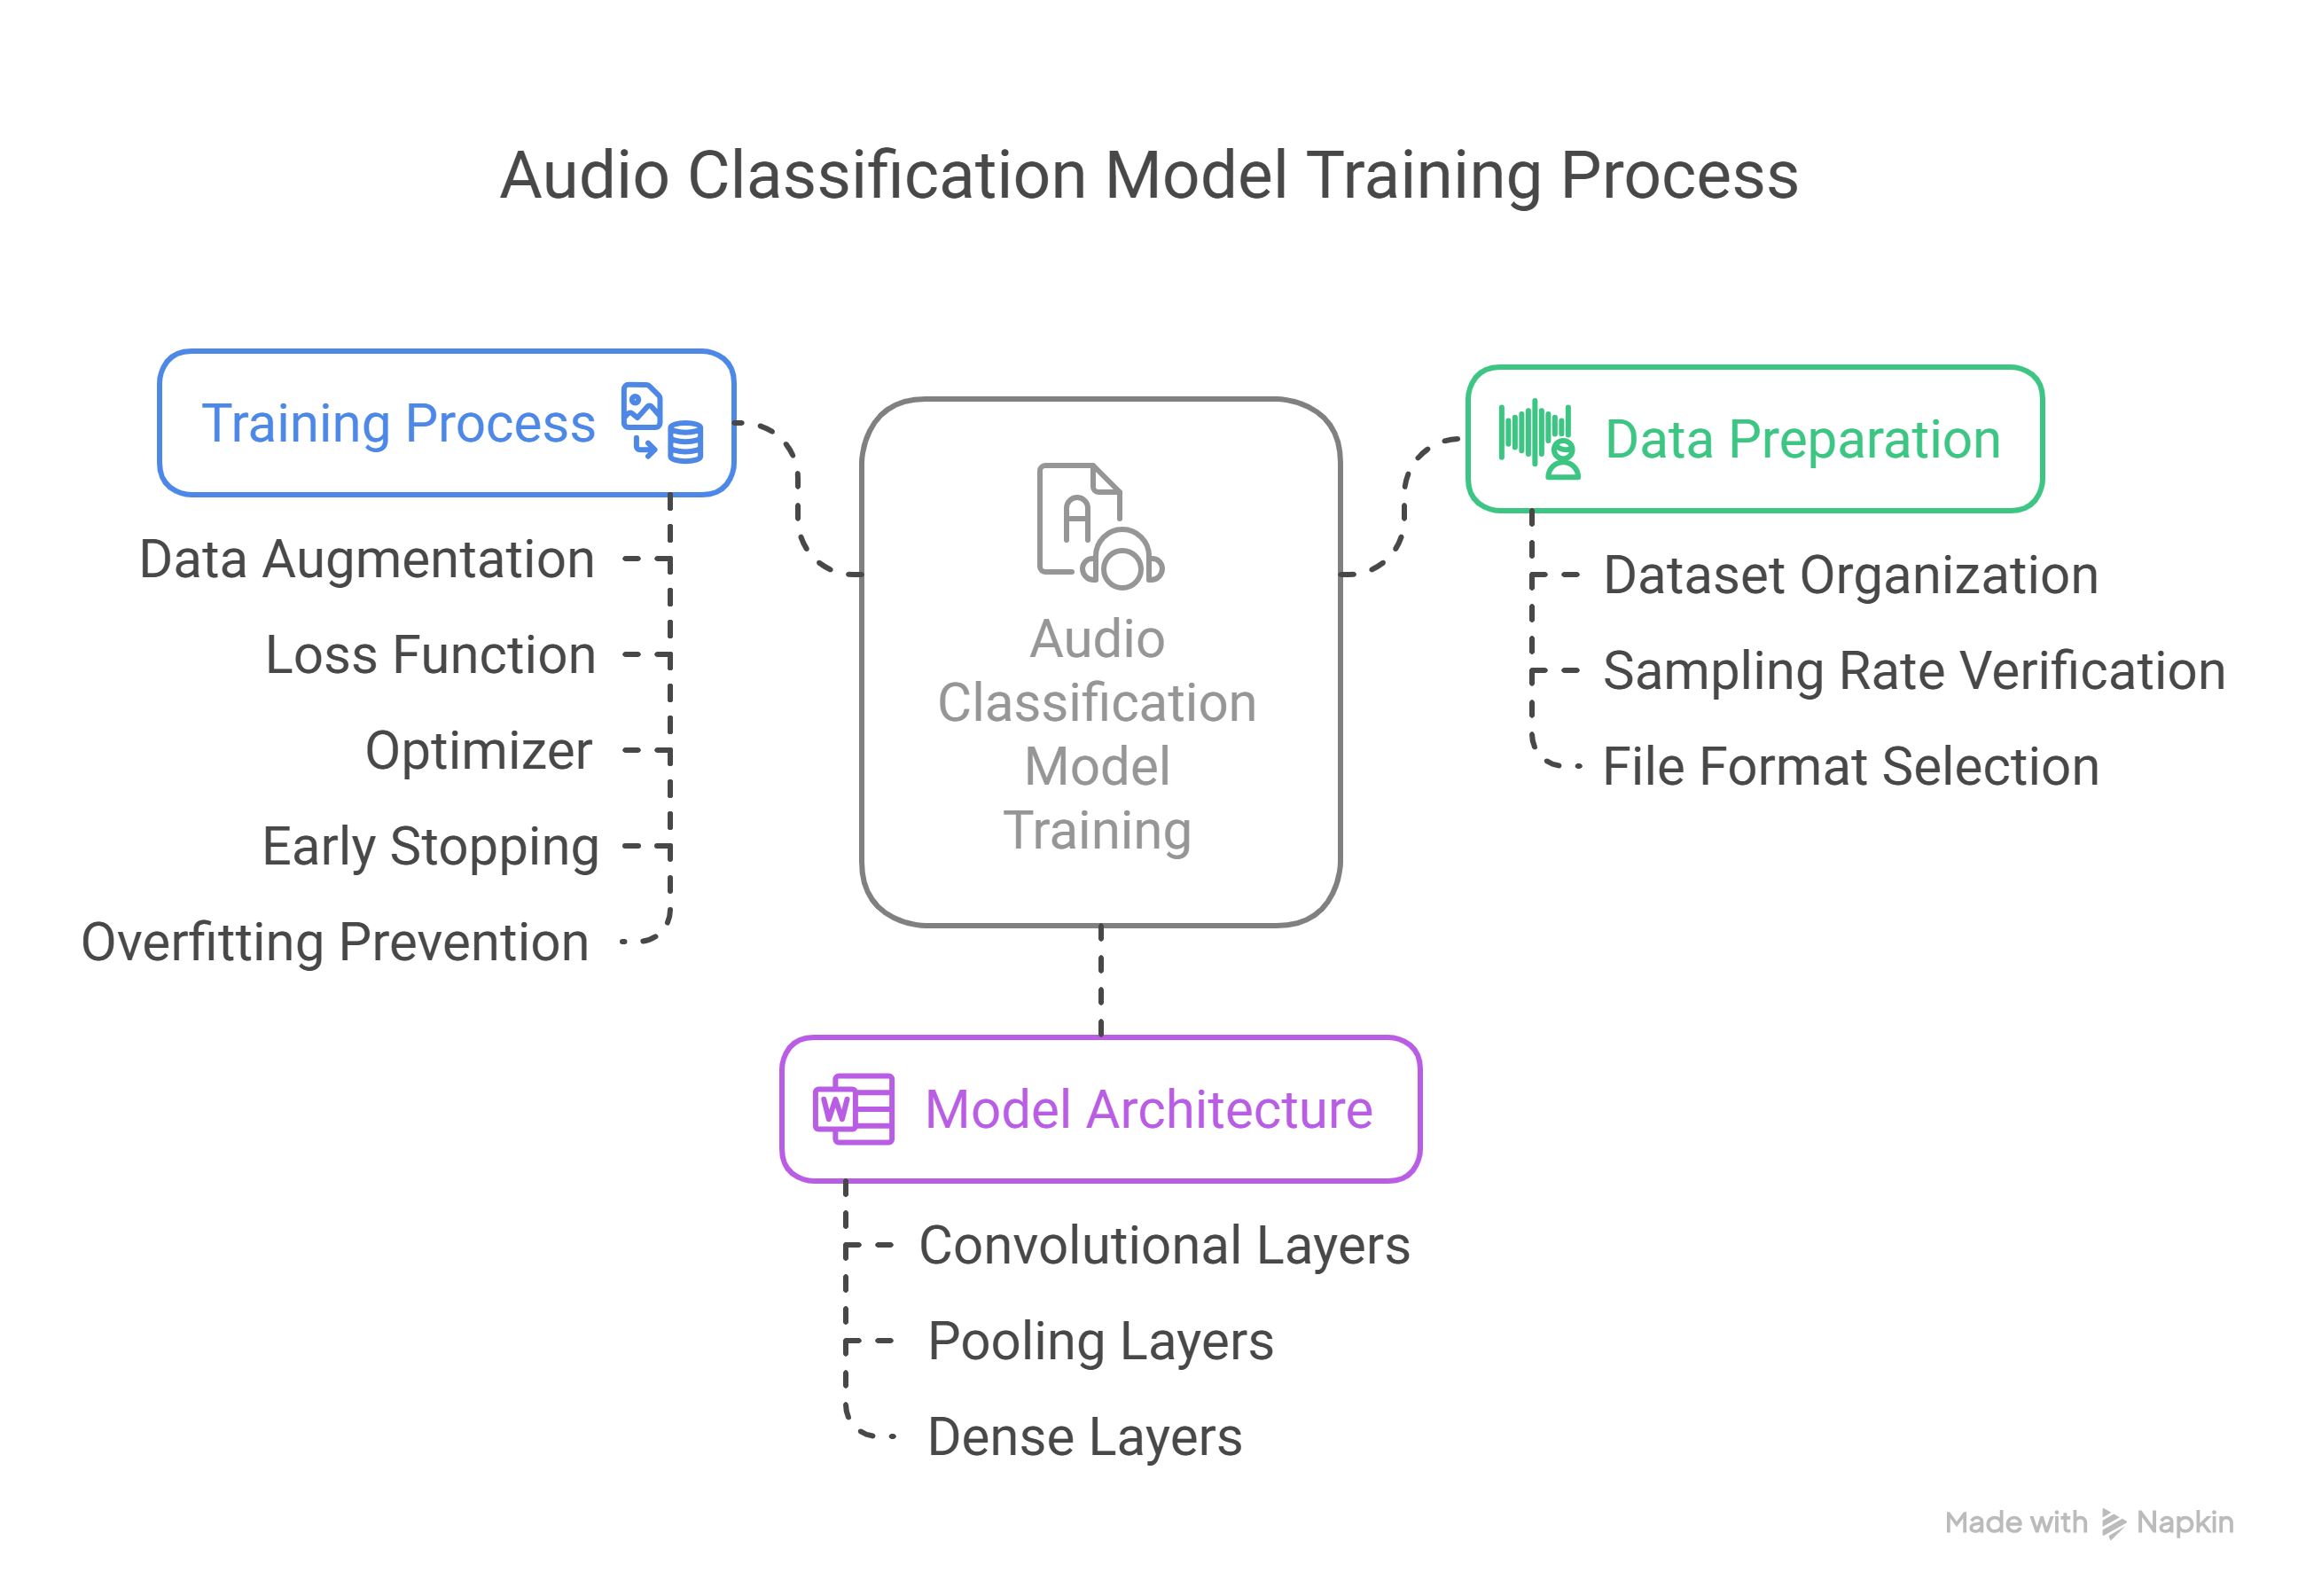 Audio Classification Model Training Process
Training Process
Data Augmentation
Loss Function
Optimizer
Early Stopping
Overfitting Prevention
A
Audio
Classification
Model
Training
Data Preparation
Dataset Organization
Sampling Rate Verification
File Format Selection
W
Model Architecture
Convolutional Layers
Pooling Layers
Dense Layers
Made with Napkin